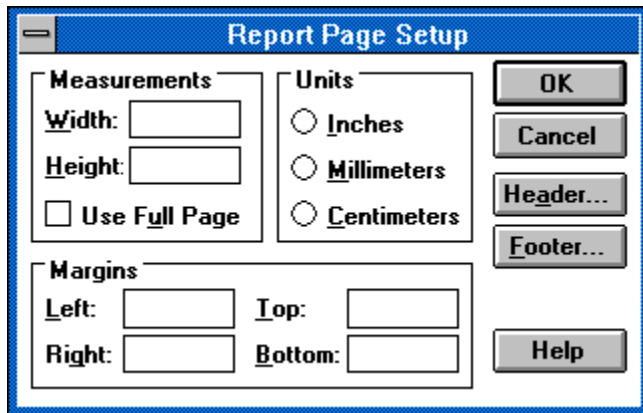 Report Page Setup
Measurements
Width:
Height:
Use Full Page
Units
Inches
Millimeters
Centimeters
OK
Cancel
Header...
Footer...
Margins
Left:
Top:
Right:
Bottom:
Help